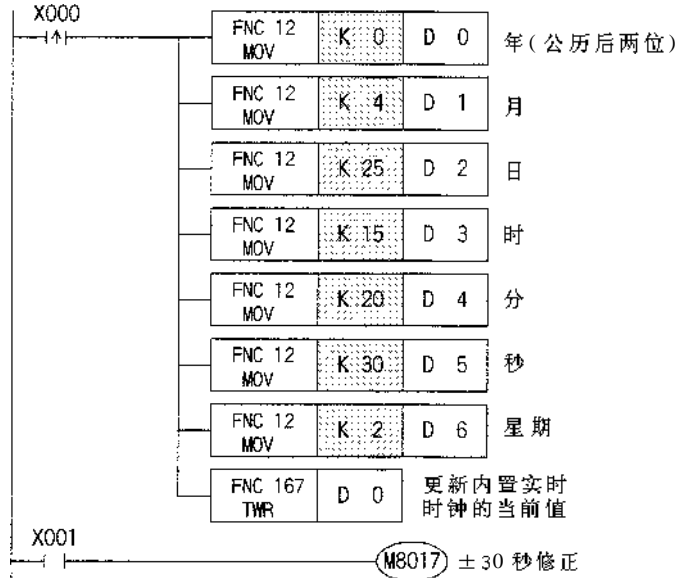 X000
FNC 12 MOV K 0 D 0 年(公历后两位)
FNC 12 MOV K 4 D 1 月
FNC 12 MOV K 25 D 2 日
FNC 12 MOV K 15 D 3 时
FNC 12 MOV K 20 D 4 分
FNC 12 MOV K 30 D 5 秒
FNC 12 MOV K 2 D 6 星期
FNC 167 TWR D 0 更新内置实时
时钟的当前值
X001
M8017 ±30 秒修正